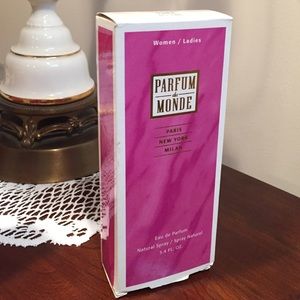 Women / Ladies
PARFUM
du
MONDE
PARIS
NEW YORK
MILAN
Eau de Parfum
Natural Spray / Spray Naturel
3.4 FL. OZ.